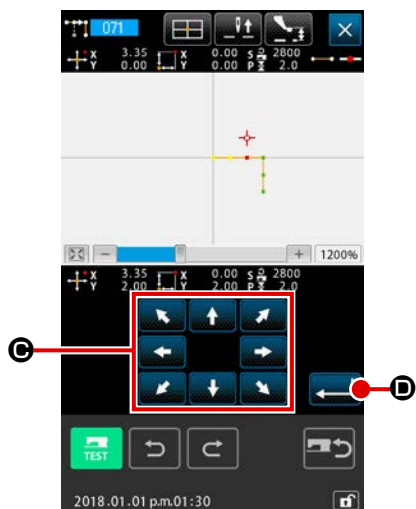 071
X 3.35 X 0.00 S 2800
Y 0.00 Y 0.00 P 2.0
1200%
X 3.35 X 0.00 S 2800
Y 2.00 Y 0.00 P 2.0
C
D
TEST
2018.01.01 p.m.01:30